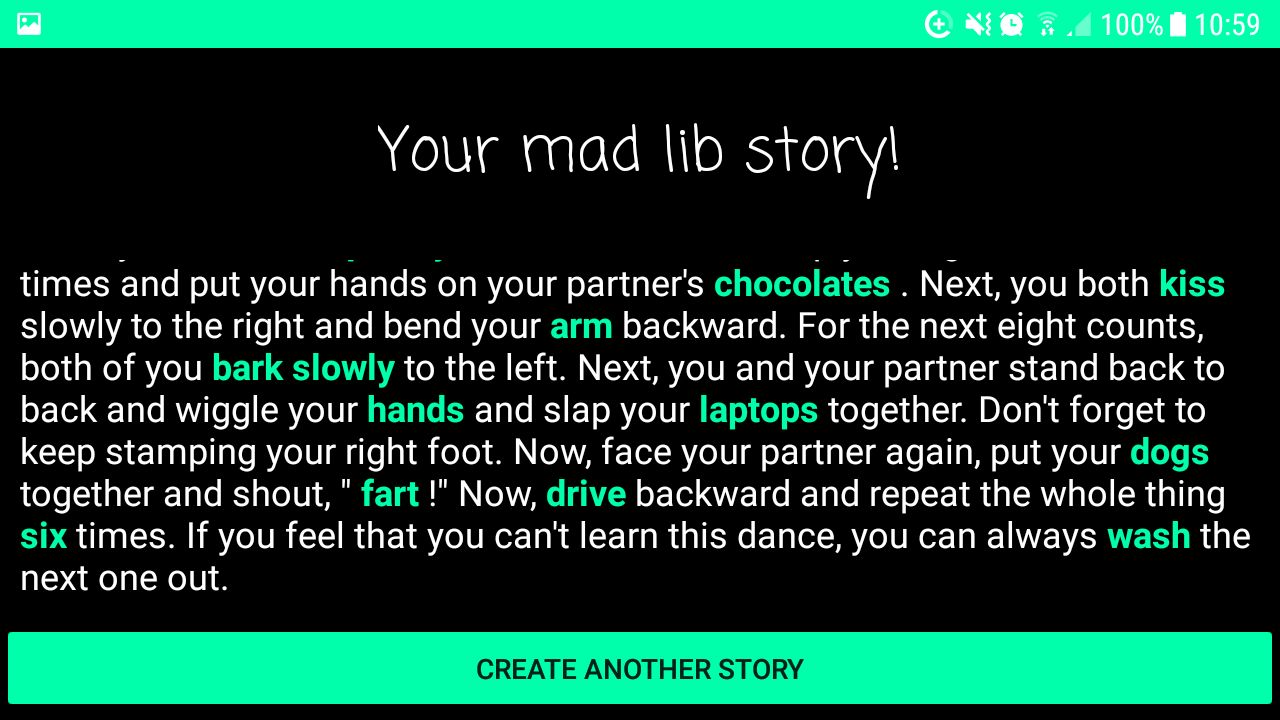 100% 10:59
Your mad lib story!
times and put your hands on your partner's chocolates . Next, you both kiss
slowly to the right and bend your arm backward. For the next eight counts,
both of you bark slowly to the left. Next, you and your partner stand back to
back and wiggle your hands and slap your laptops together. Don't forget to
keep stamping your right foot. Now, face your partner again, put your dogs
together and shout, " fart !" Now, drive backward and repeat the whole thing
six times. If you feel that you can't learn this dance, you can always wash the
next one out.
CREATE ANOTHER STORY